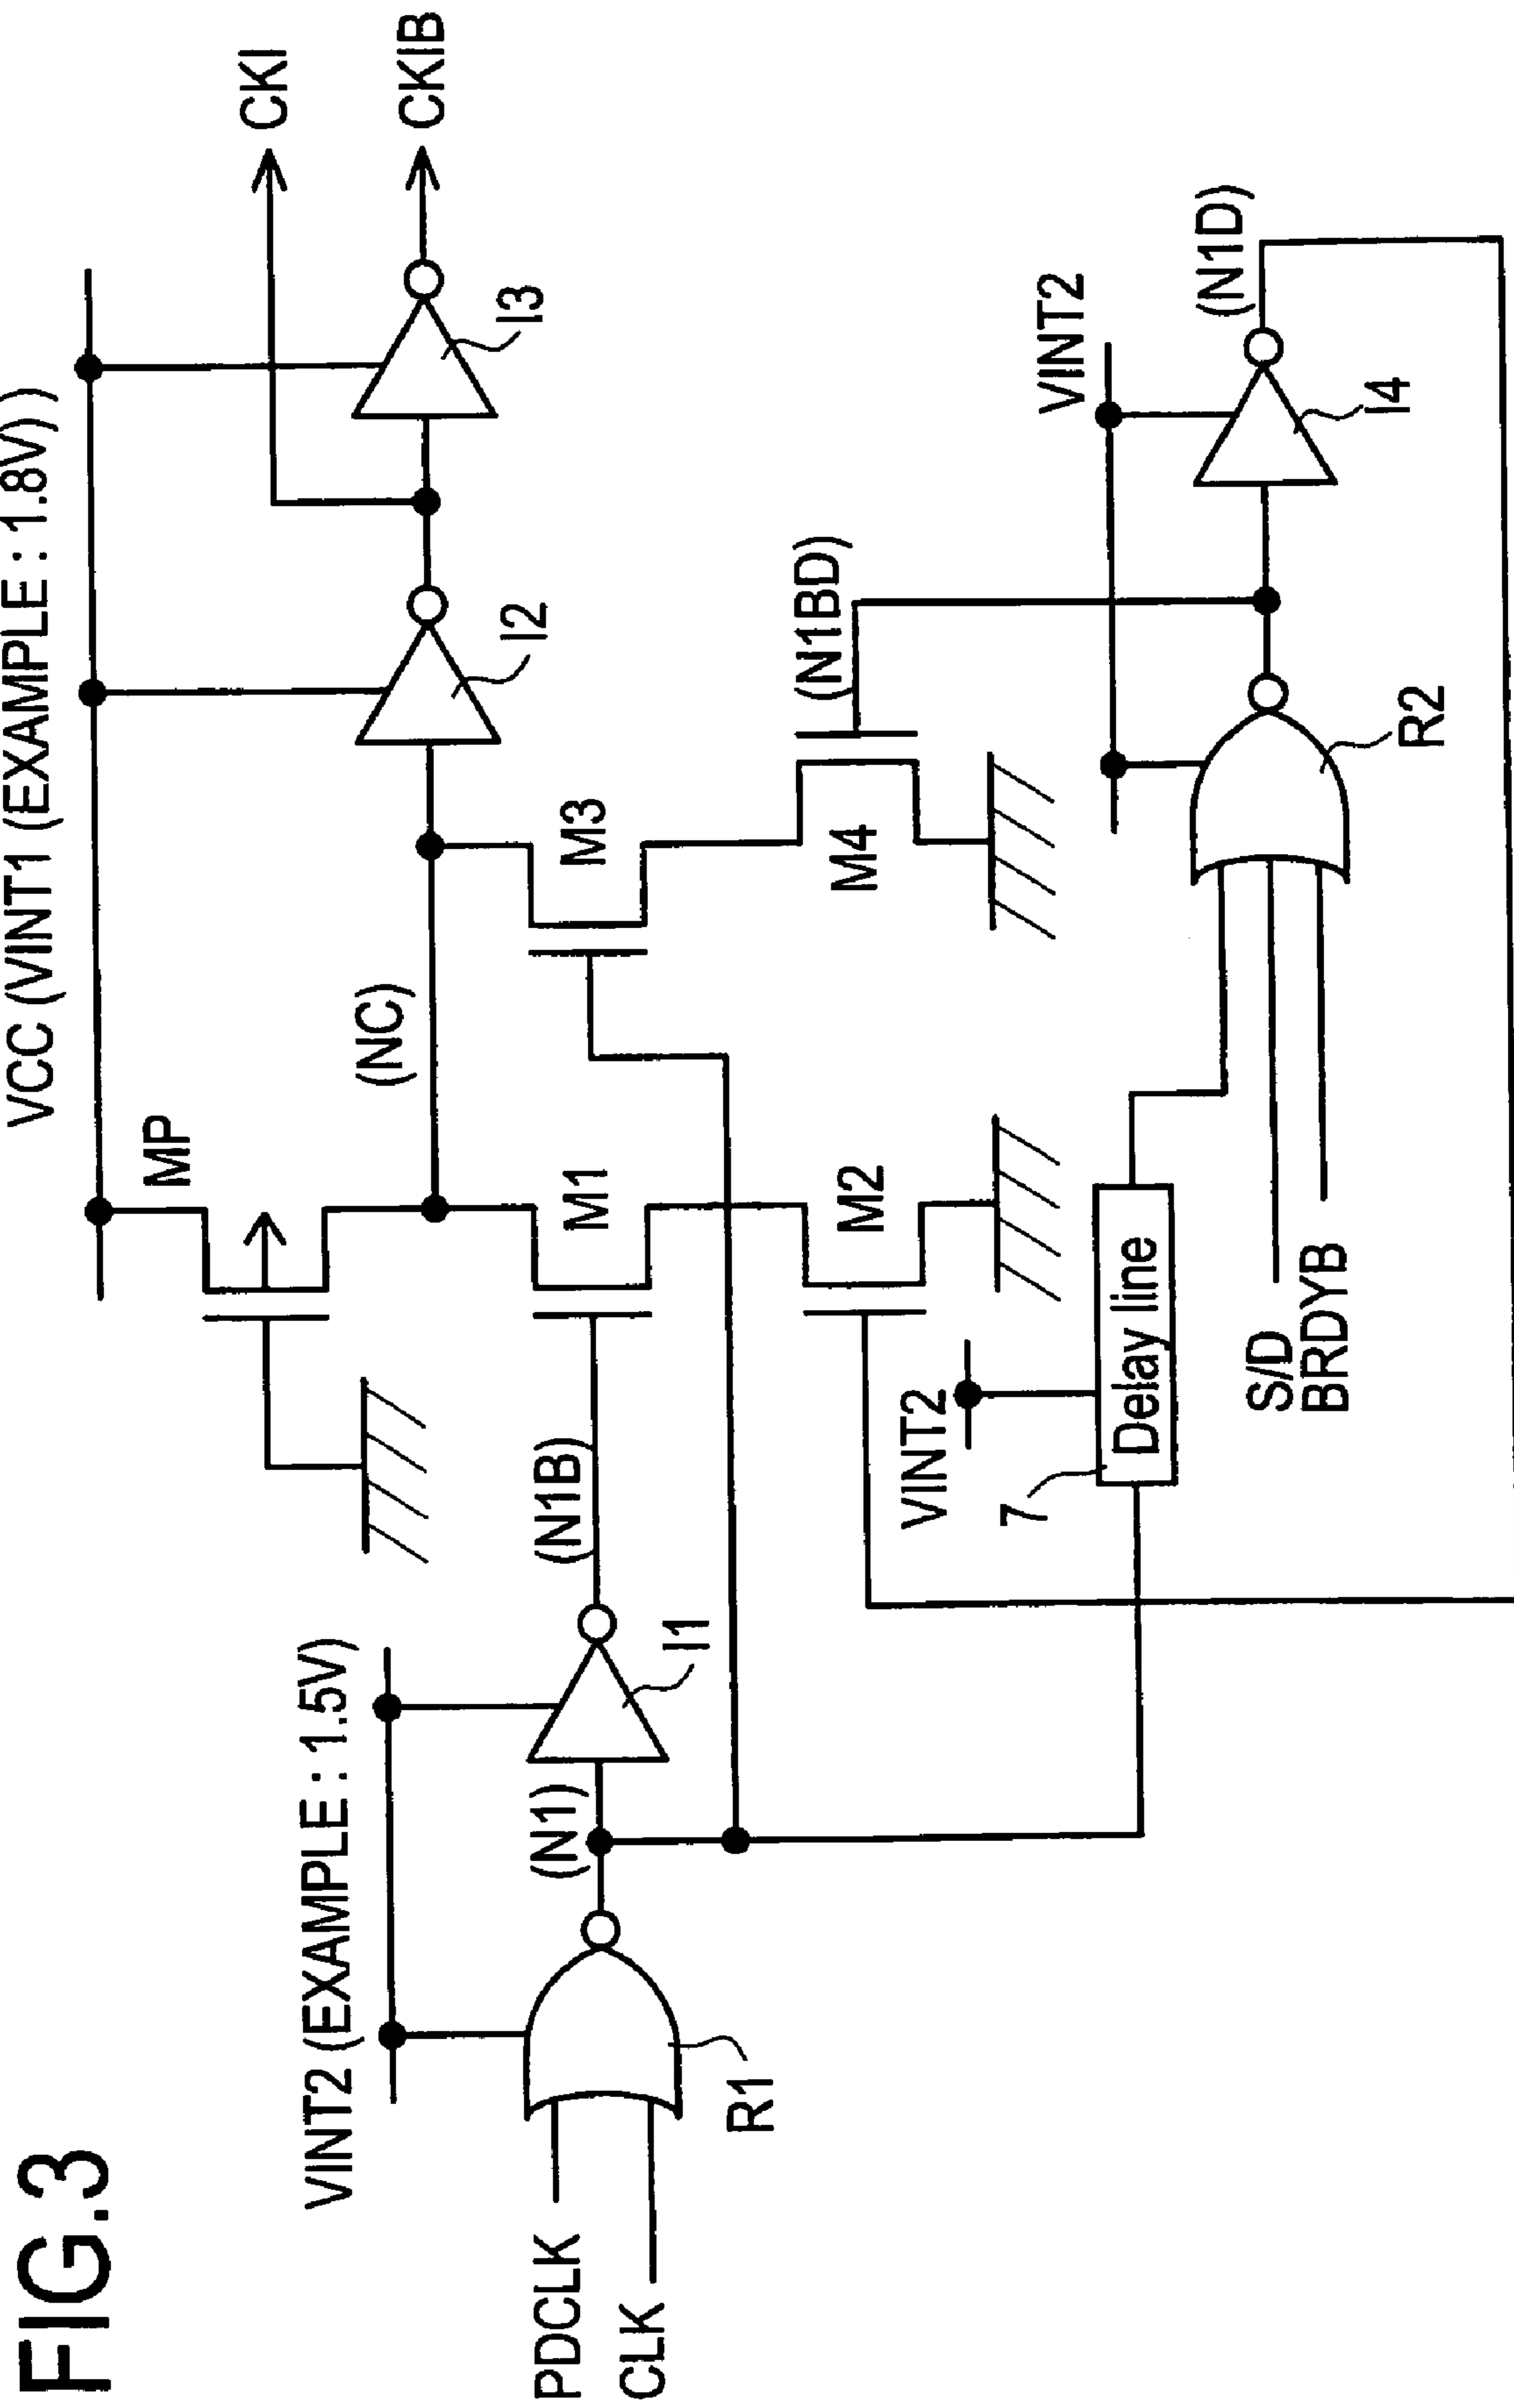 FIG.3
VCC (VINT1 (EXAMPLE : 1.8V) )
MP
CKI
VINT2 (EXAMPLE : 1.5V)
(NC)
CKIB
I2
I3
PDCLK
CLK
(N1)
(N1B)
M1
M3
R1
I1
(N1BD)
M2
M4
VINT2
7
Delay line
VINT2
(N1D)
S/D
BRDYB
R2
I4